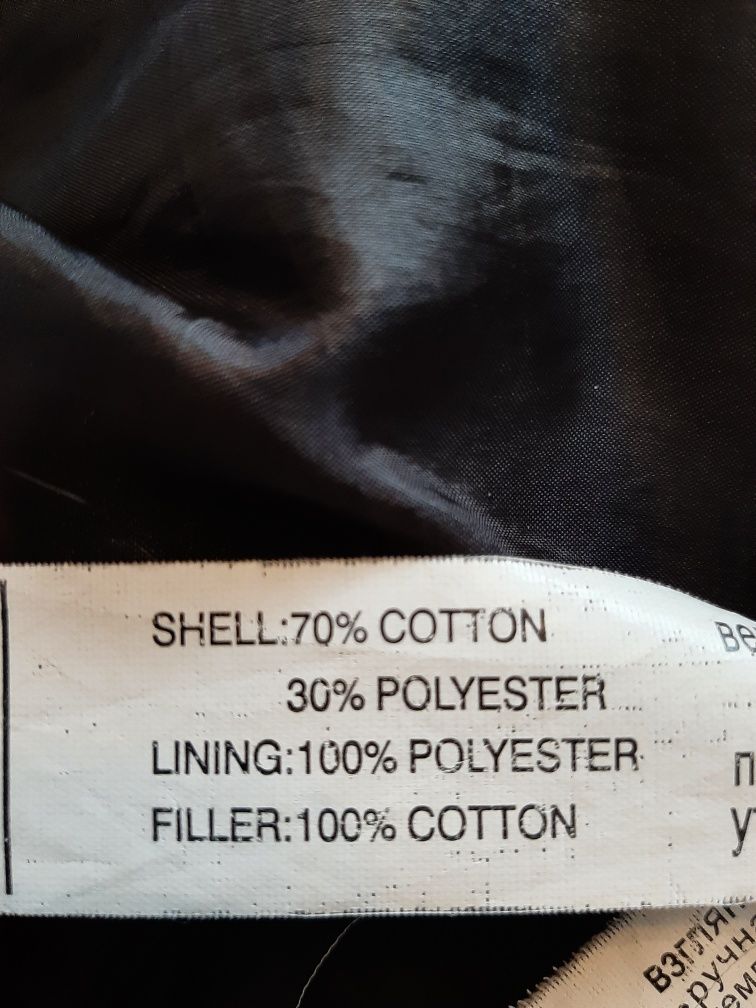 SHELL:70% COTTON
30% POLYESTER
LINING:100% POLYESTER
FILLER:100% COTTON